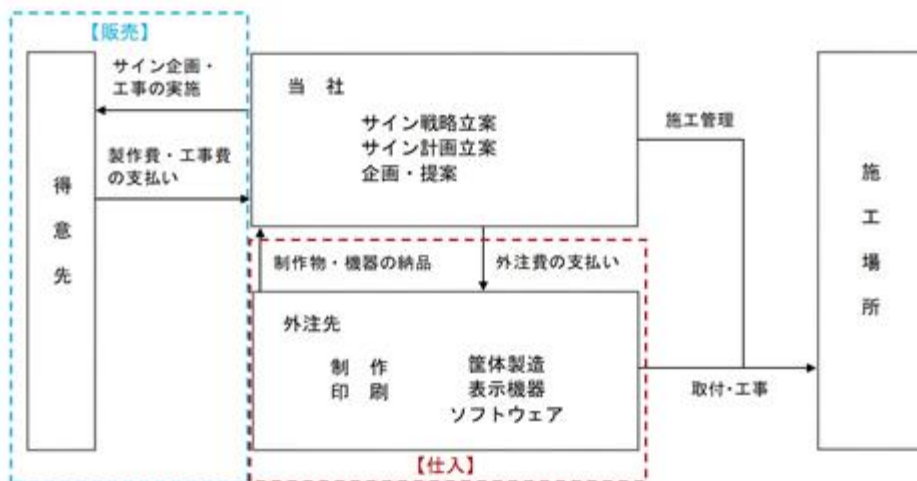 【販売】
サイン企画・
工事の実施
製作費・工事費
の支払い
得意先
当　社
サイン戦略立案
サイン計画立案
企画・提案
施工管理
施工場所
制作物・機器の納品
外注費の支払い
外注先
制　作
印　刷
筐体製造
表示機器
ソフトウェア
取付・工事
【仕入】